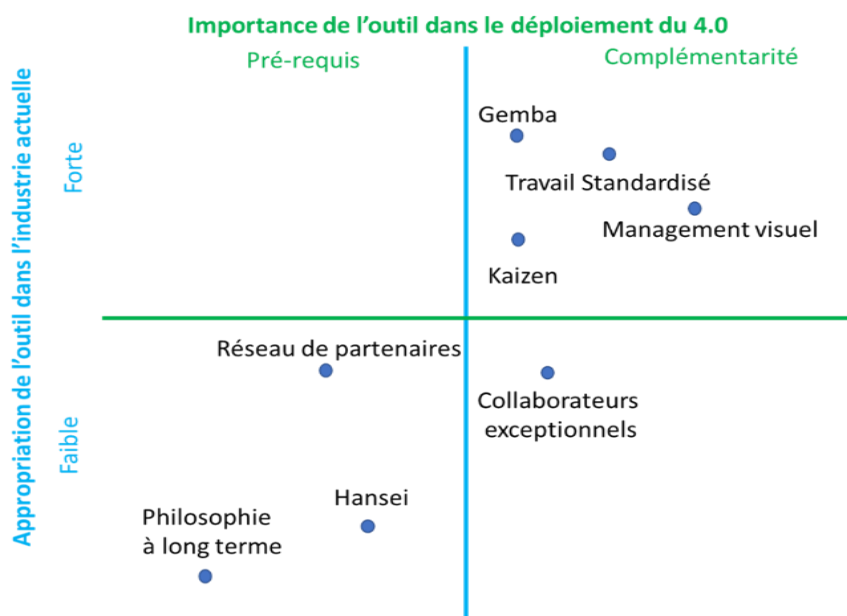 Importance de l’outil dans le déploiement du 4.0
Pré-requis
Complémentarité
Appropriation de l’outil dans l’industrie actuelle
Forte
Faible
Gemba
Travail Standardisé
Management visuel
Kaizen
Réseau de partenaires
Collaborateurs
exceptionnels
Hansei
Philosophie
à long terme